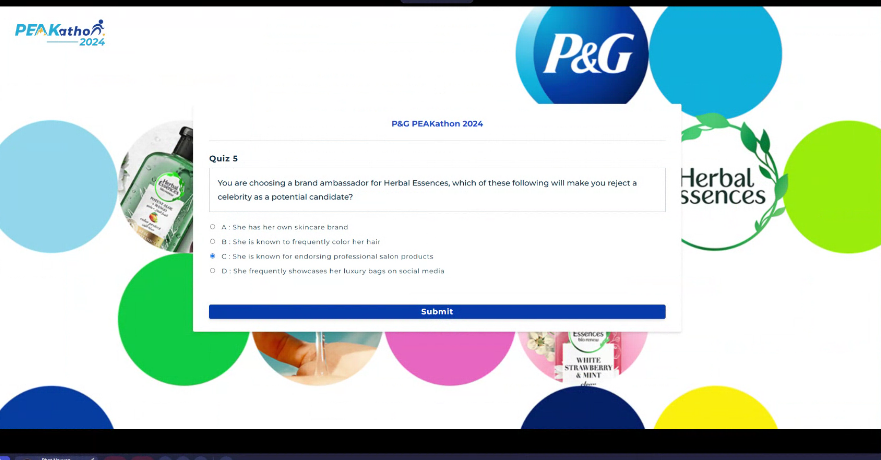 PEAKathon
2024
P&G
P&G PEAKathon 2024
Quiz 5
You are choosing a brand ambassador for Herbal Essences, which of these following will make you reject a
celebrity as a potential candidate?
A : She has her own skincare brand
B : She is known to frequently color her hair
C : She is known for endorsing professional salon products
D : She frequently showcases her luxury bags on social media
Submit
Herbal
Essences
Essences
WHITE
STRAWBERRY
& MINT